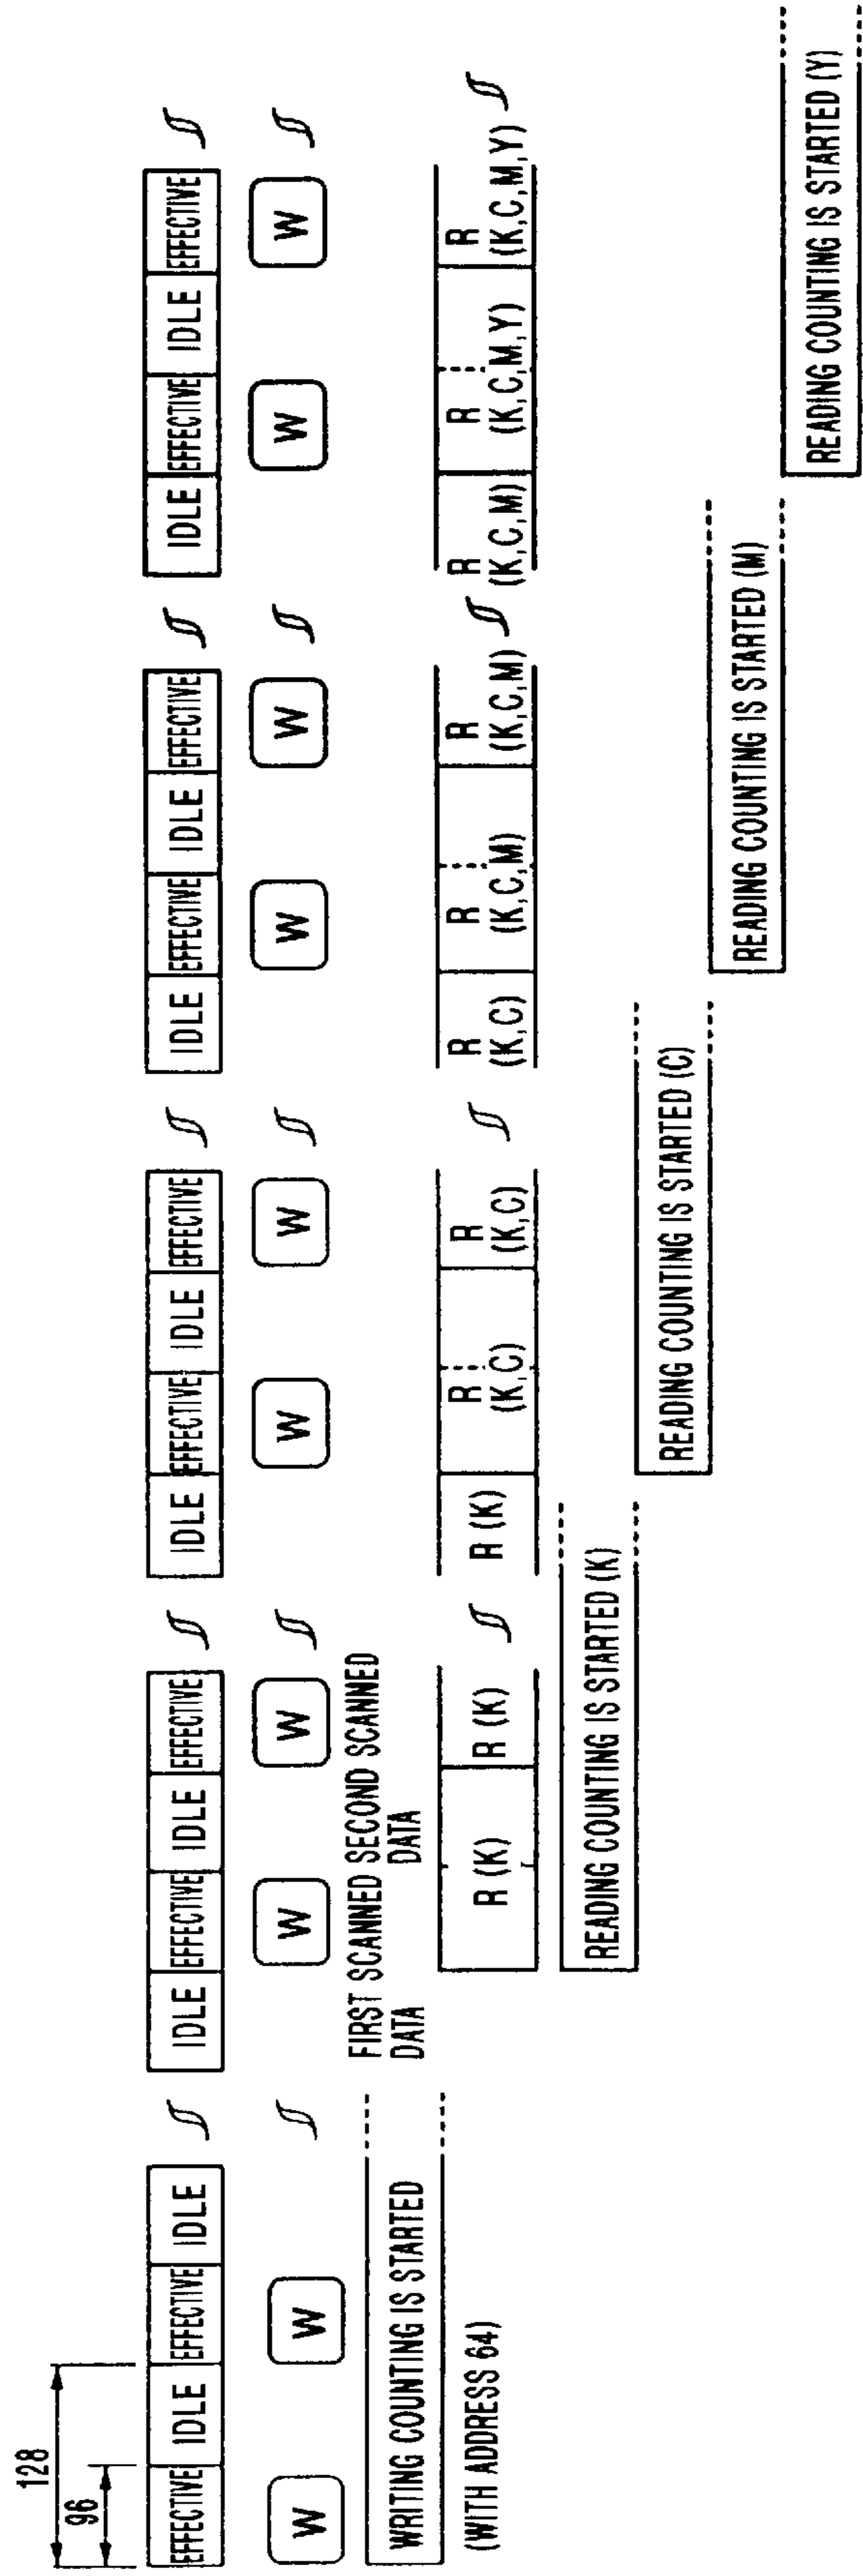 128
96
EFFECTIVE IDLE EFFECTIVE IDLE IDLE EFFECTIVE IDLE EFFECTIVE IDLE EFFECTIVE IDLE EFFECTIVE IDLE EFFECTIVE IDLE EFFECTIVE IDLE EFFECTIVE IDLE EFFECTIVE
W W W W W W W W W W
FIRST SCANNED SECOND SCANNED
DATA DATA
WRITING COUNTING IS STARTED
(WITH ADDRESS 64)
R (K) R (K) R (K) R R R R R R R R
(K,C) (K,C) (K,C) (K,C,M) (K,C,M) (K,C,M) (K,C,M,Y) (K,C,M,Y)
READING COUNTING IS STARTED (K)
READING COUNTING IS STARTED (C)
READING COUNTING IS STARTED (M)
READING COUNTING IS STARTED (Y)